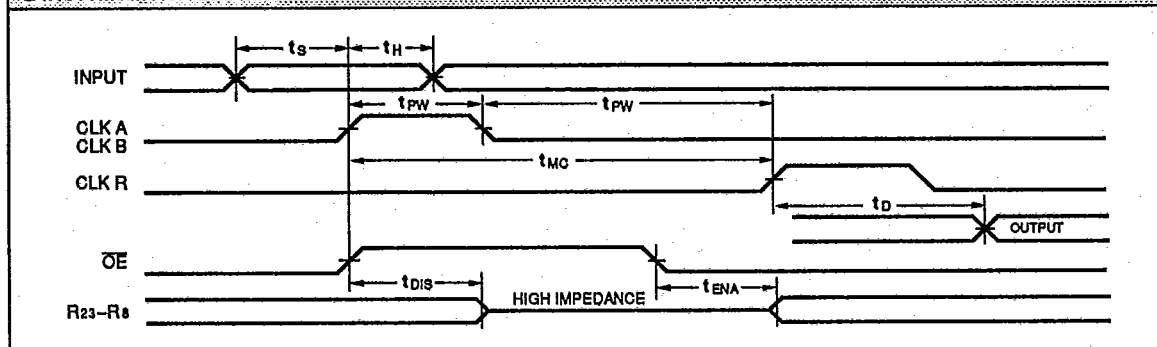 tS tH
INPUT
tPW tPW
CLK A
CLK B
tMC
CLK R
tD
OUTPUT
OE
tDIS HIGH IMPEDANCE tENA
R23–R8